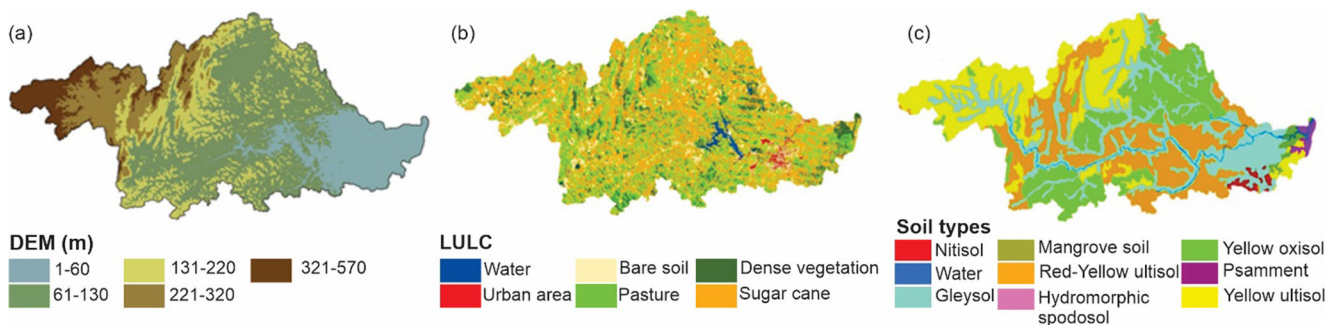 (a)
(b)
(c)
DEM (m)
1-60
131-220
321-570
61-130
221-320
LULC
Water
Bare soil
Dense vegetation
Urban area
Pasture
Sugar cane
Soil types
Nitisol
Mangrove soil
Yellow oxisol
Water
Red-Yellow ultisol
Psamment
Gleysol
Hydromorphic
spodosol
Yellow ultisol